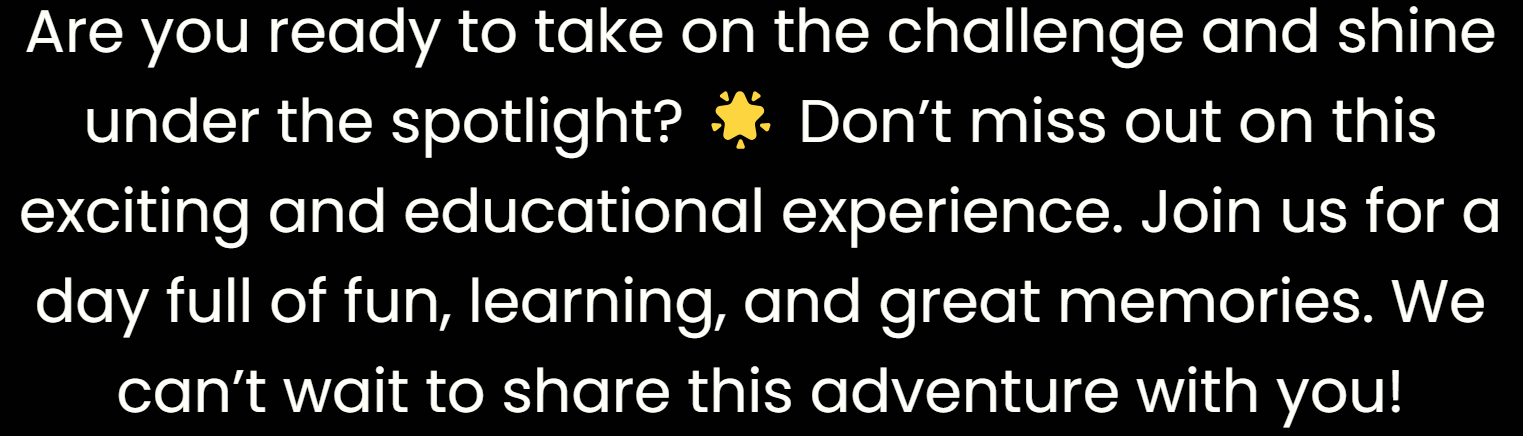 Are you ready to take on the challenge and shine
under the spotlight? 🌟 Don’t miss out on this
exciting and educational experience. Join us for a
day full of fun, learning, and great memories. We
can’t wait to share this adventure with you!